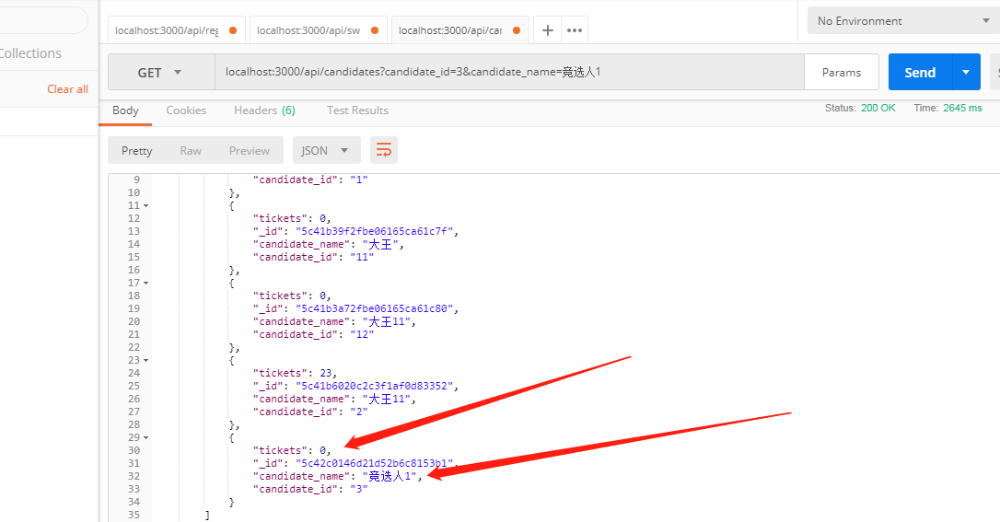 localhost:3000/api/reg
localhost:3000/api/sw
localhost:3000/api/can
No Environment
Collections
GET
localhost:3000/api/candidates?candidate_id=3&candidate_name=竟选人1
Params
Send
Clear all
Body
Cookies
Headers (6)
Test Results
Status: 200 OK
Time: 2645 ms
Pretty
Raw
Preview
JSON
9 "candidate_id": "1"
10 },
11 {
12 "tickets": 0,
13 "_id": "5c41b39f2fbe06165ca61c7f",
14 "candidate_name": "大王",
15 "candidate_id": "11"
16 },
17 {
18 "tickets": 0,
19 "_id": "5c41b3a72fbe06165ca61c80",
20 "candidate_name": "大王11",
21 "candidate_id": "12"
22 },
23 {
24 "tickets": 23,
25 "_id": "5c41b6020c2c3f1af0d83352",
26 "candidate_name": "大王11",
27 "candidate_id": "2"
28 },
29 {
30 "tickets": 0,
31 "_id": "5c42c0146d21d52b6c8153b1",
32 "candidate_name": "竟选人1",
33 "candidate_id": "3"
34 }
35 ]